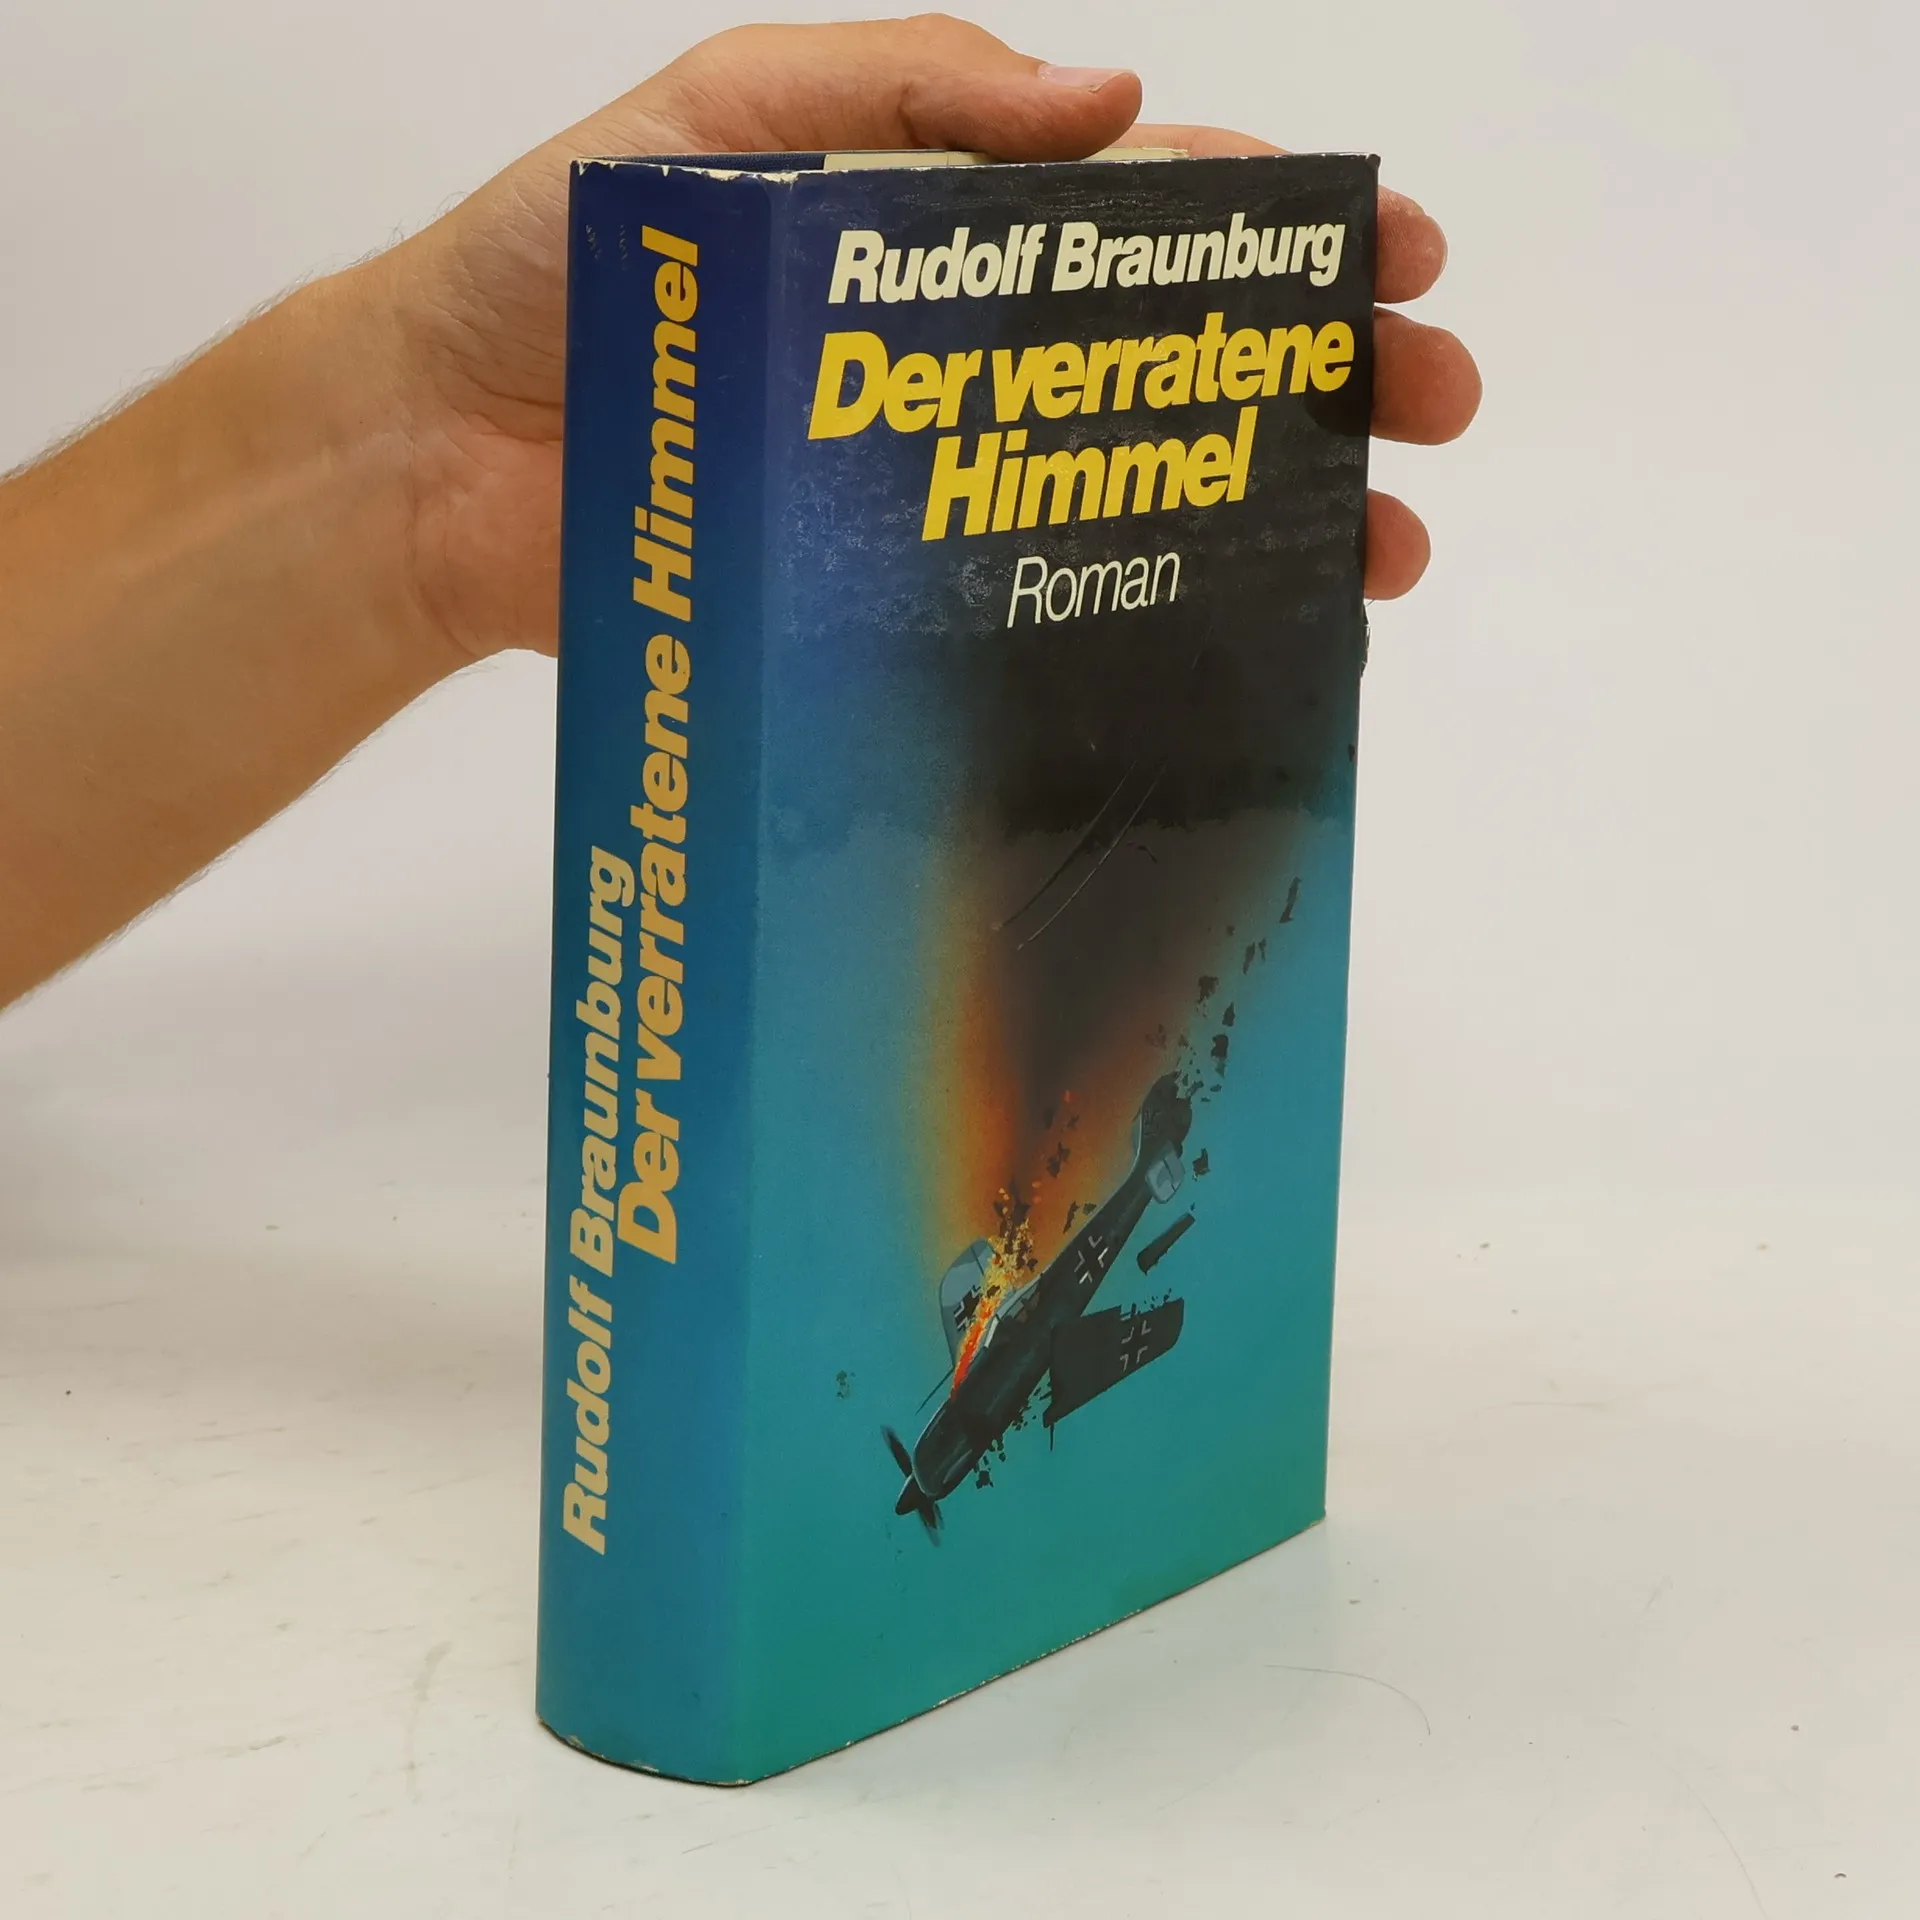 Rudolf Braunburg
Der verratene
Himmel
Roman
Rudolf Braunburg
Der verratene Himmel